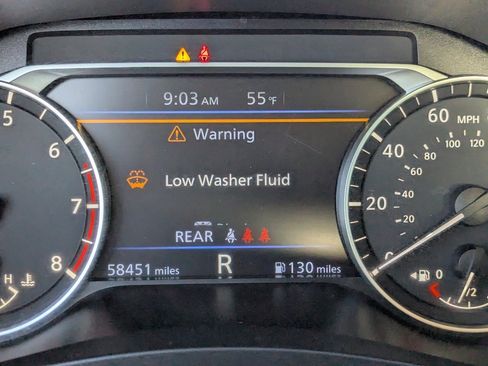 9:03 AM 55°F
Warning
Low Washer Fluid
REAR
58451 miles R 130 miles
5
6
7
8
H
60 MPH
80 100 120
40
60
40
20
20
0
0
1/2